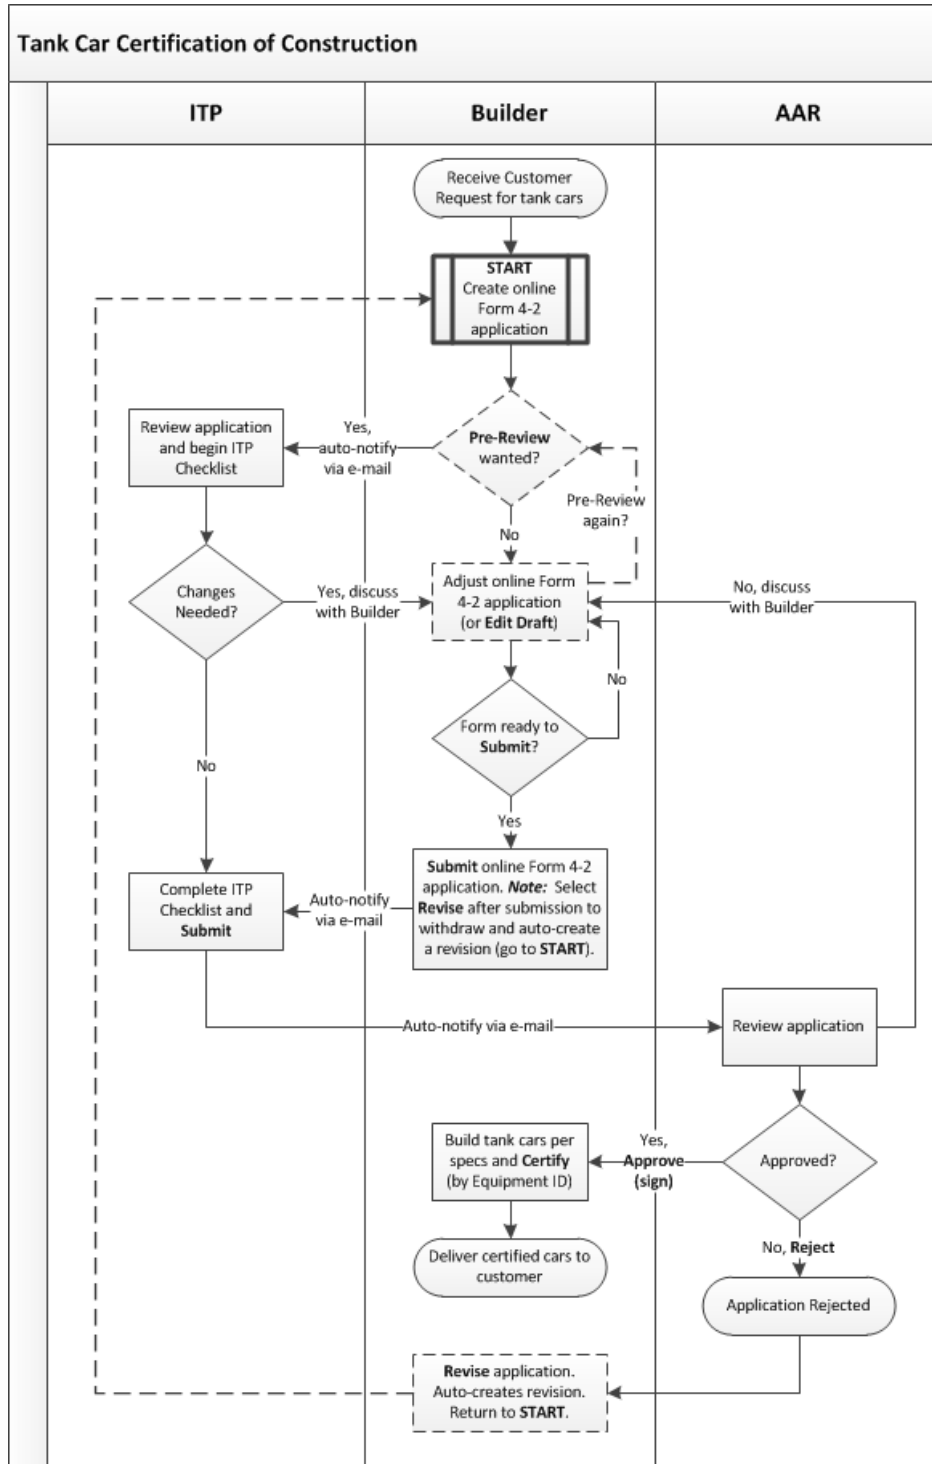 Tank Car Certification of Construction
ITP
Builder
AAR
Receive Customer
Request for tank cars
START
Create online
Form 4-2
application
Review application
and begin ITP
Checklist
Yes,
auto-notify
via e-mail
Pre-Review
wanted?
Pre-Review
again?
No
Changes
Needed?
Yes, discuss
with Builder
Adjust online Form
4-2 application
(or Edit Draft)
No, discuss
with Builder
No
Form ready to
Submit?
No
Yes
Complete ITP
Checklist and
Submit
Auto-notify
via e-mail
Submit online Form 4-2
application. Note: Select
Revise after submission to
withdraw and auto-create
a revision (go to START).
Auto-notify via e-mail
Review application
Build tank cars per
specs and Certify
(by Equipment ID)
Yes,
Approve
(sign)
Approved?
Deliver certified cars to
customer
No, Reject
Application Rejected
Revise application.
Auto-creates revision.
Return to START.